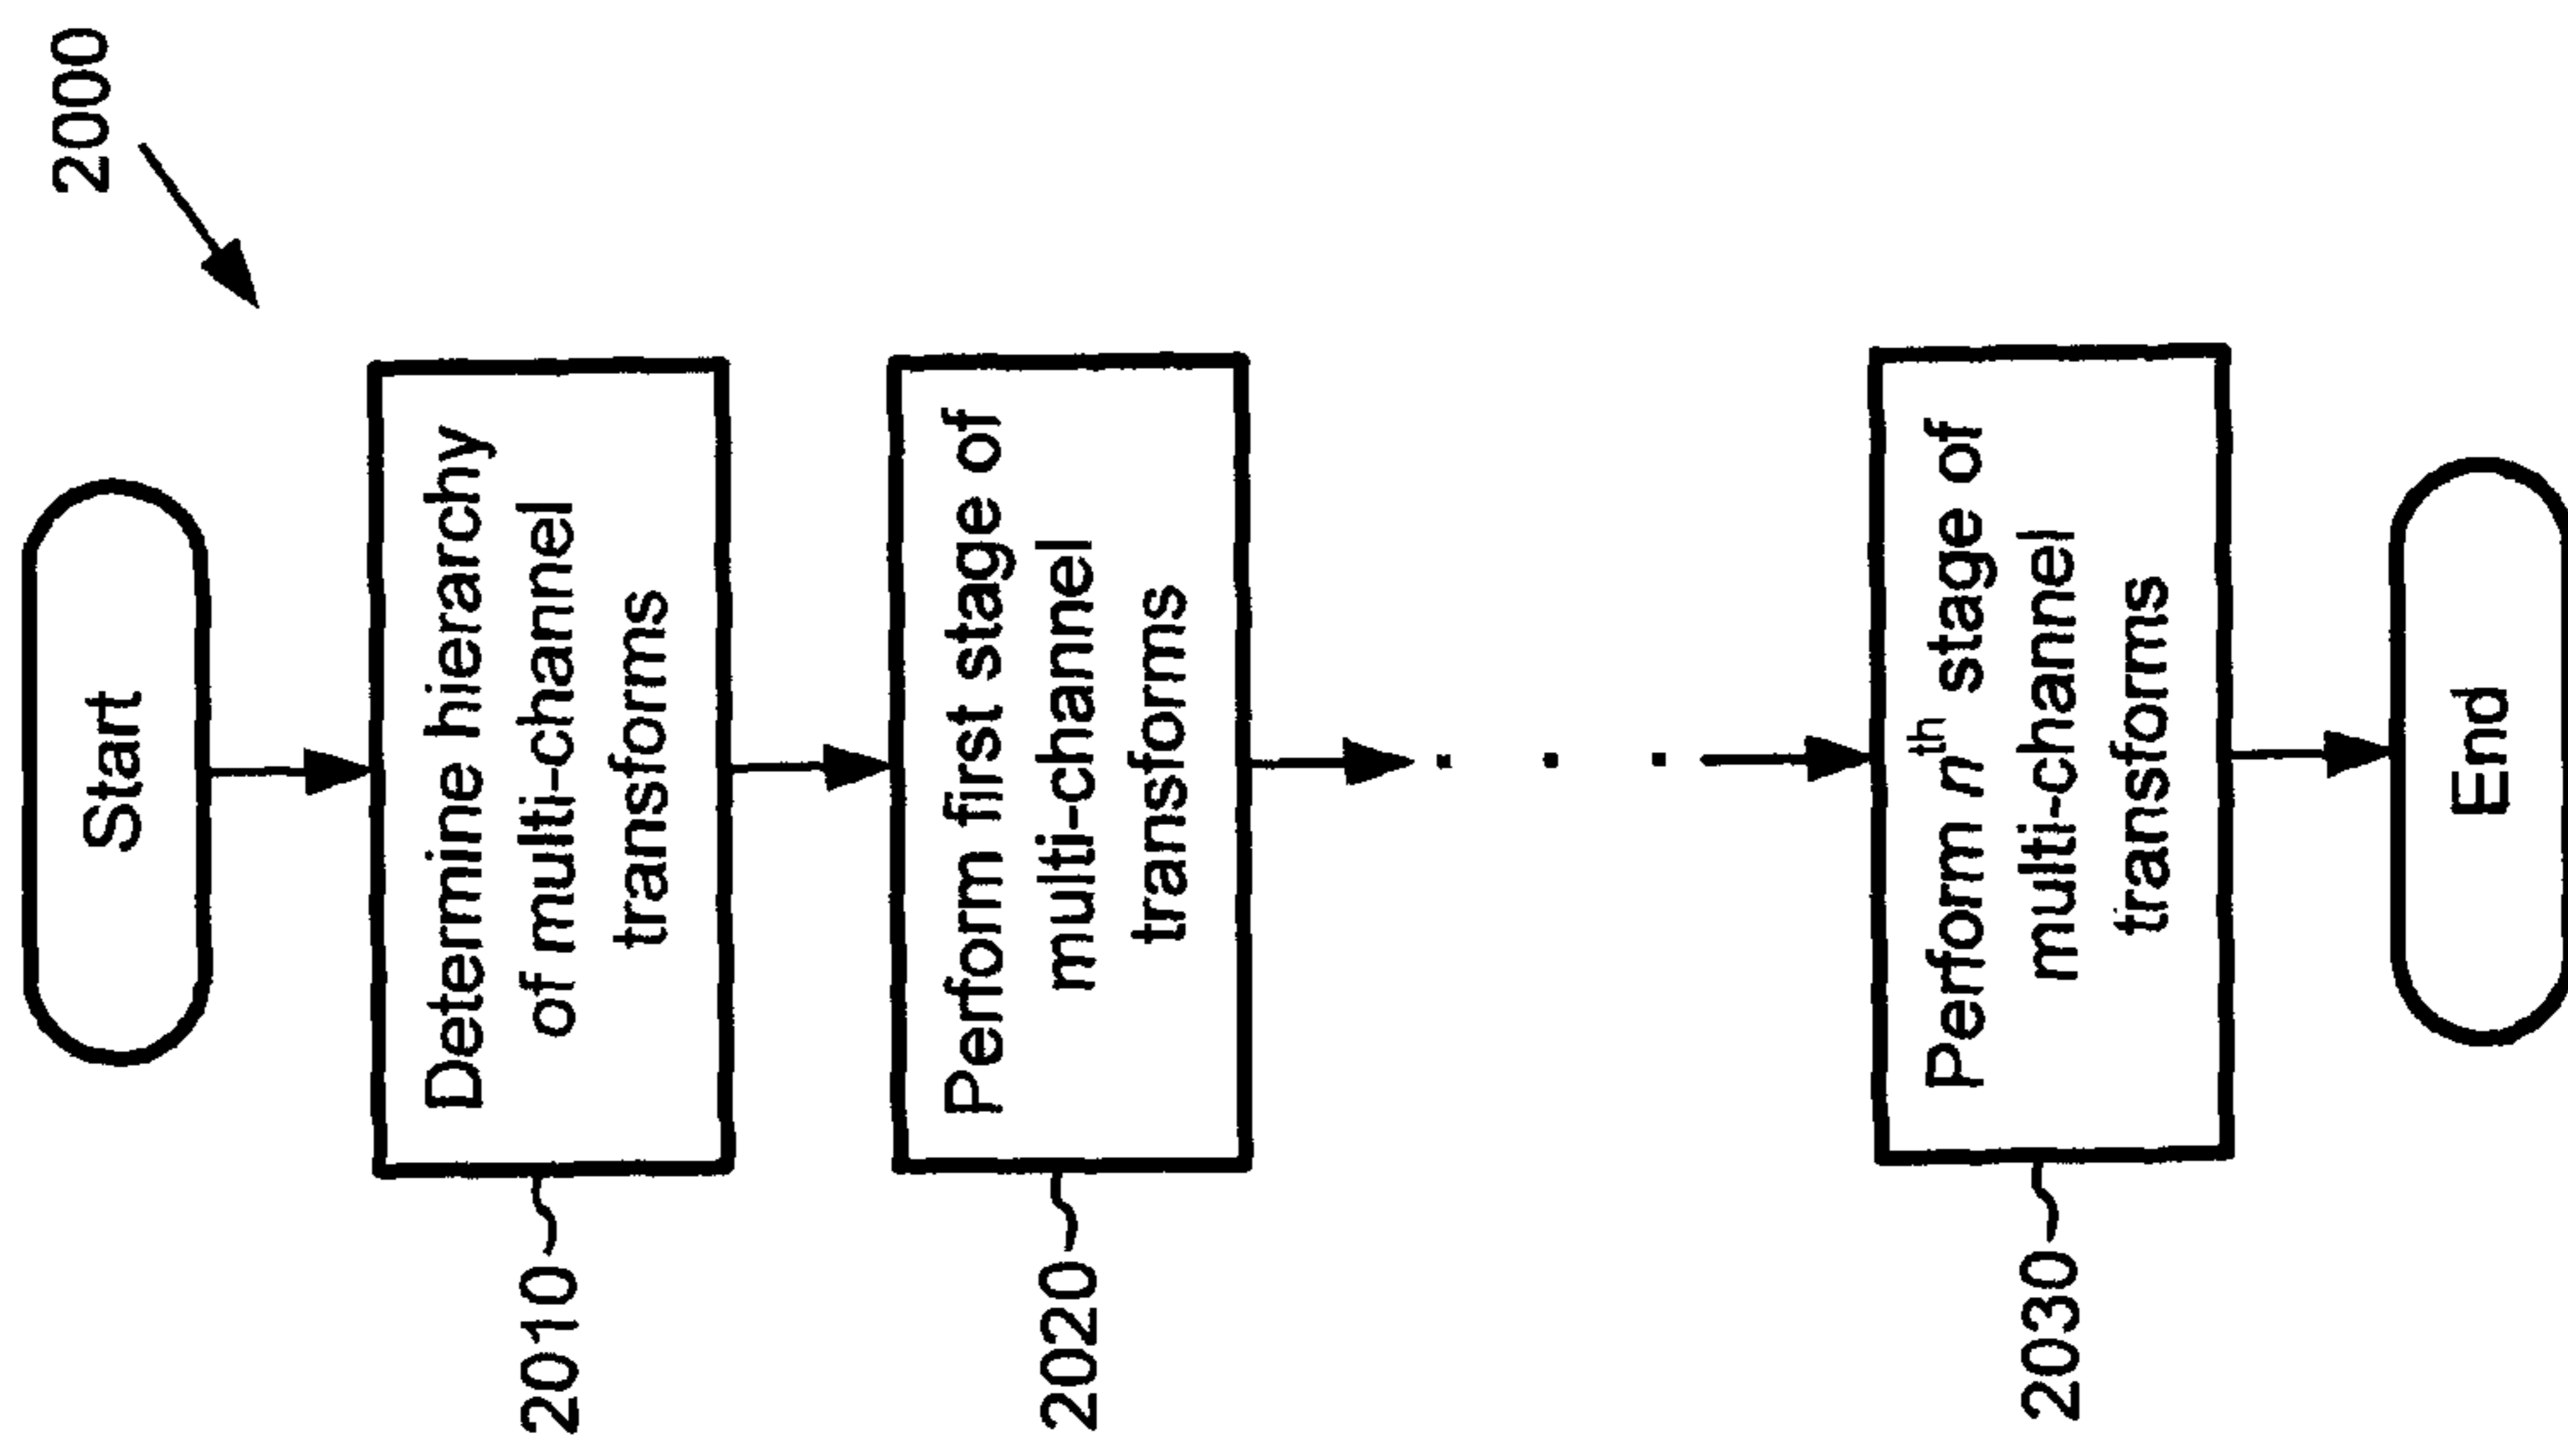 2000
Start
2010
Determine hierarchy
of multi-channel
transforms
2020
Perform first stage of
multi-channel
transforms
. . .
2030
Perform nth stage of
multi-channel
transforms
End